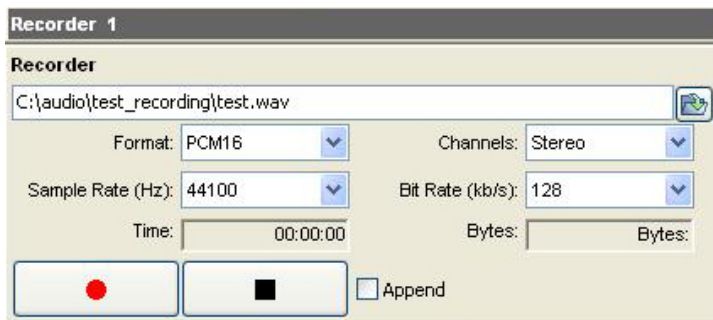 Recorder 1
Recorder
C:\audio\test_recording\test.wav
Format: PCM16 Channels: Stereo
Sample Rate (Hz): 44100 Bit Rate (kb/s): 128
Time: 00:00:00 Bytes: Bytes:
Append